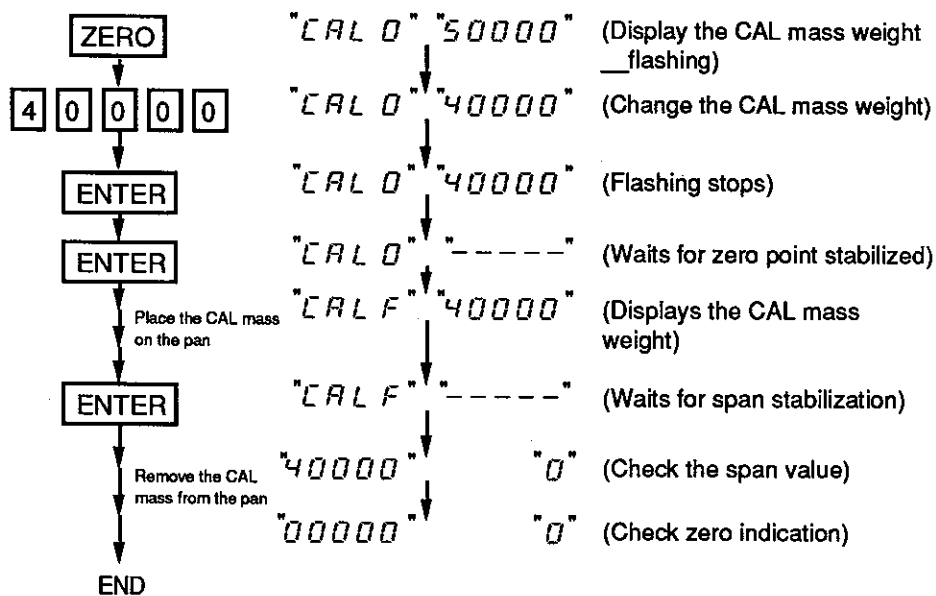 ZERO "CAL 0" "50000" (Display the CAL mass weight
__flashing)
4 0 0 0 0 "CAL 0" "40000" (Change the CAL mass weight)
ENTER "CAL 0" "40000" (Flashing stops)
ENTER "CAL 0" "-----" (Waits for zero point stabilized)
Place the CAL mass
on the pan
"CAL F" "40000" (Displays the CAL mass
weight)
ENTER "CAL F" "-----" (Waits for span stabilization)
Remove the CAL
mass from the pan
"40000" "0" (Check the span value)
"00000" "0" (Check zero indication)
END